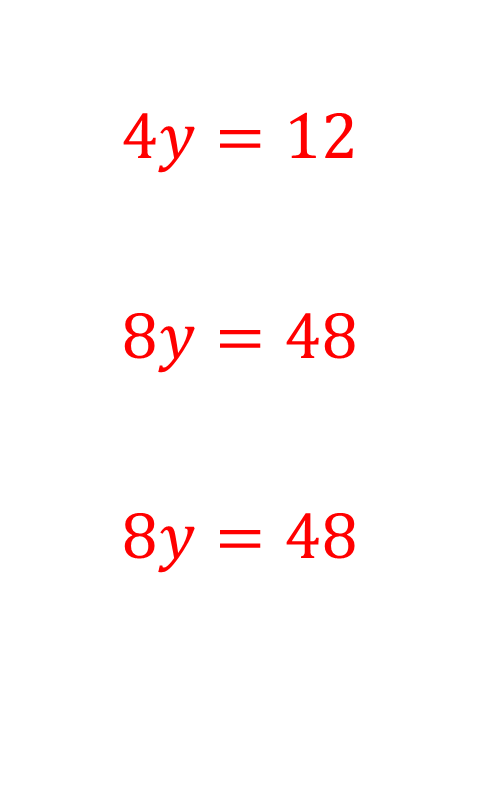 4y = 12
8y = 48
8y = 48